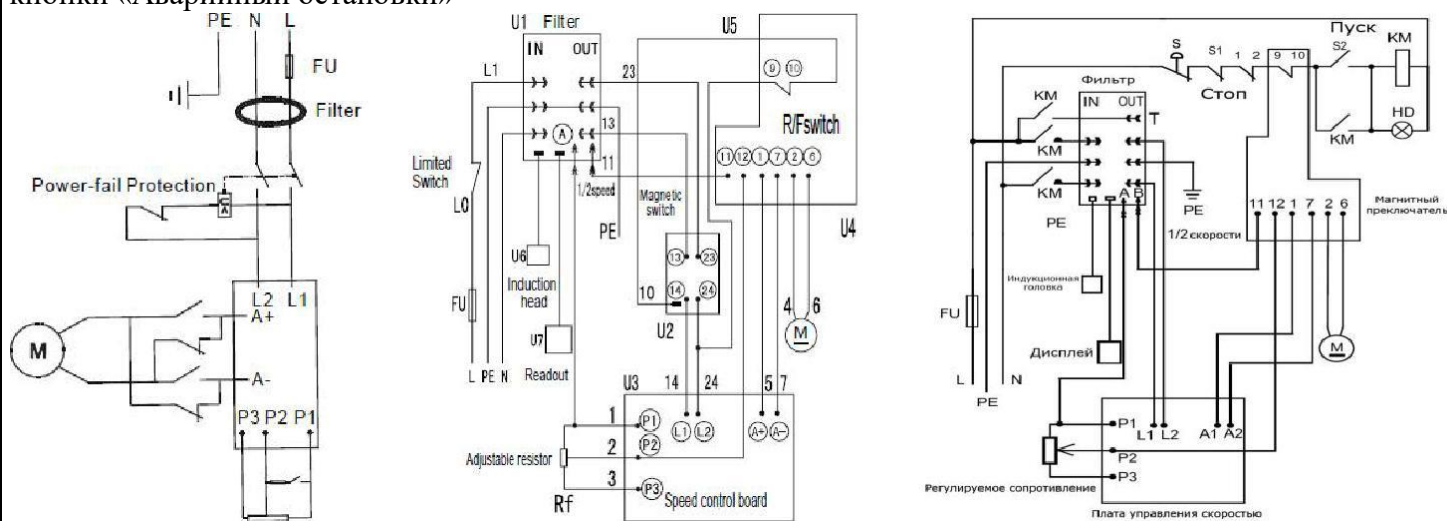 кнопки «Аварийный остановки»
PE N L
FU
Filter
Power-fail Protection
L2 L1
A+
M
A-
P3 P2 P1
U1 Filter
U5
IN OUT
L1
23
9 10
A
13
R/Fswitch
11
11 12 1 7 2 6
Limited
Switch
1/2speed
Magnetic
switch
L0
PE
U4
U6
13 23
Induction
head
10
14 24
4 6
FU
U2
U7
M
L PE N
Readout
U3
14 24
5 7
1
P1
L1 L2
A+ A-
P2
Adjustable resistor
2
3
P3
Speed control board
Rf
Пуск
S S1 1 2 9 10 S2 KM
Фильтр
Стоп
KM
IN OUT
T
HD
KM
KM
KM
A B
PE
PE
11 12 1 7 2 6
Магнитный
преключатель
1/2 скорости
Индукционная
головка
FU
Дисплей
M
L N
PE
P1
L1 L2 A1 A2
P2
P3
Регулируемое сопротивление
Плата управления скоростью